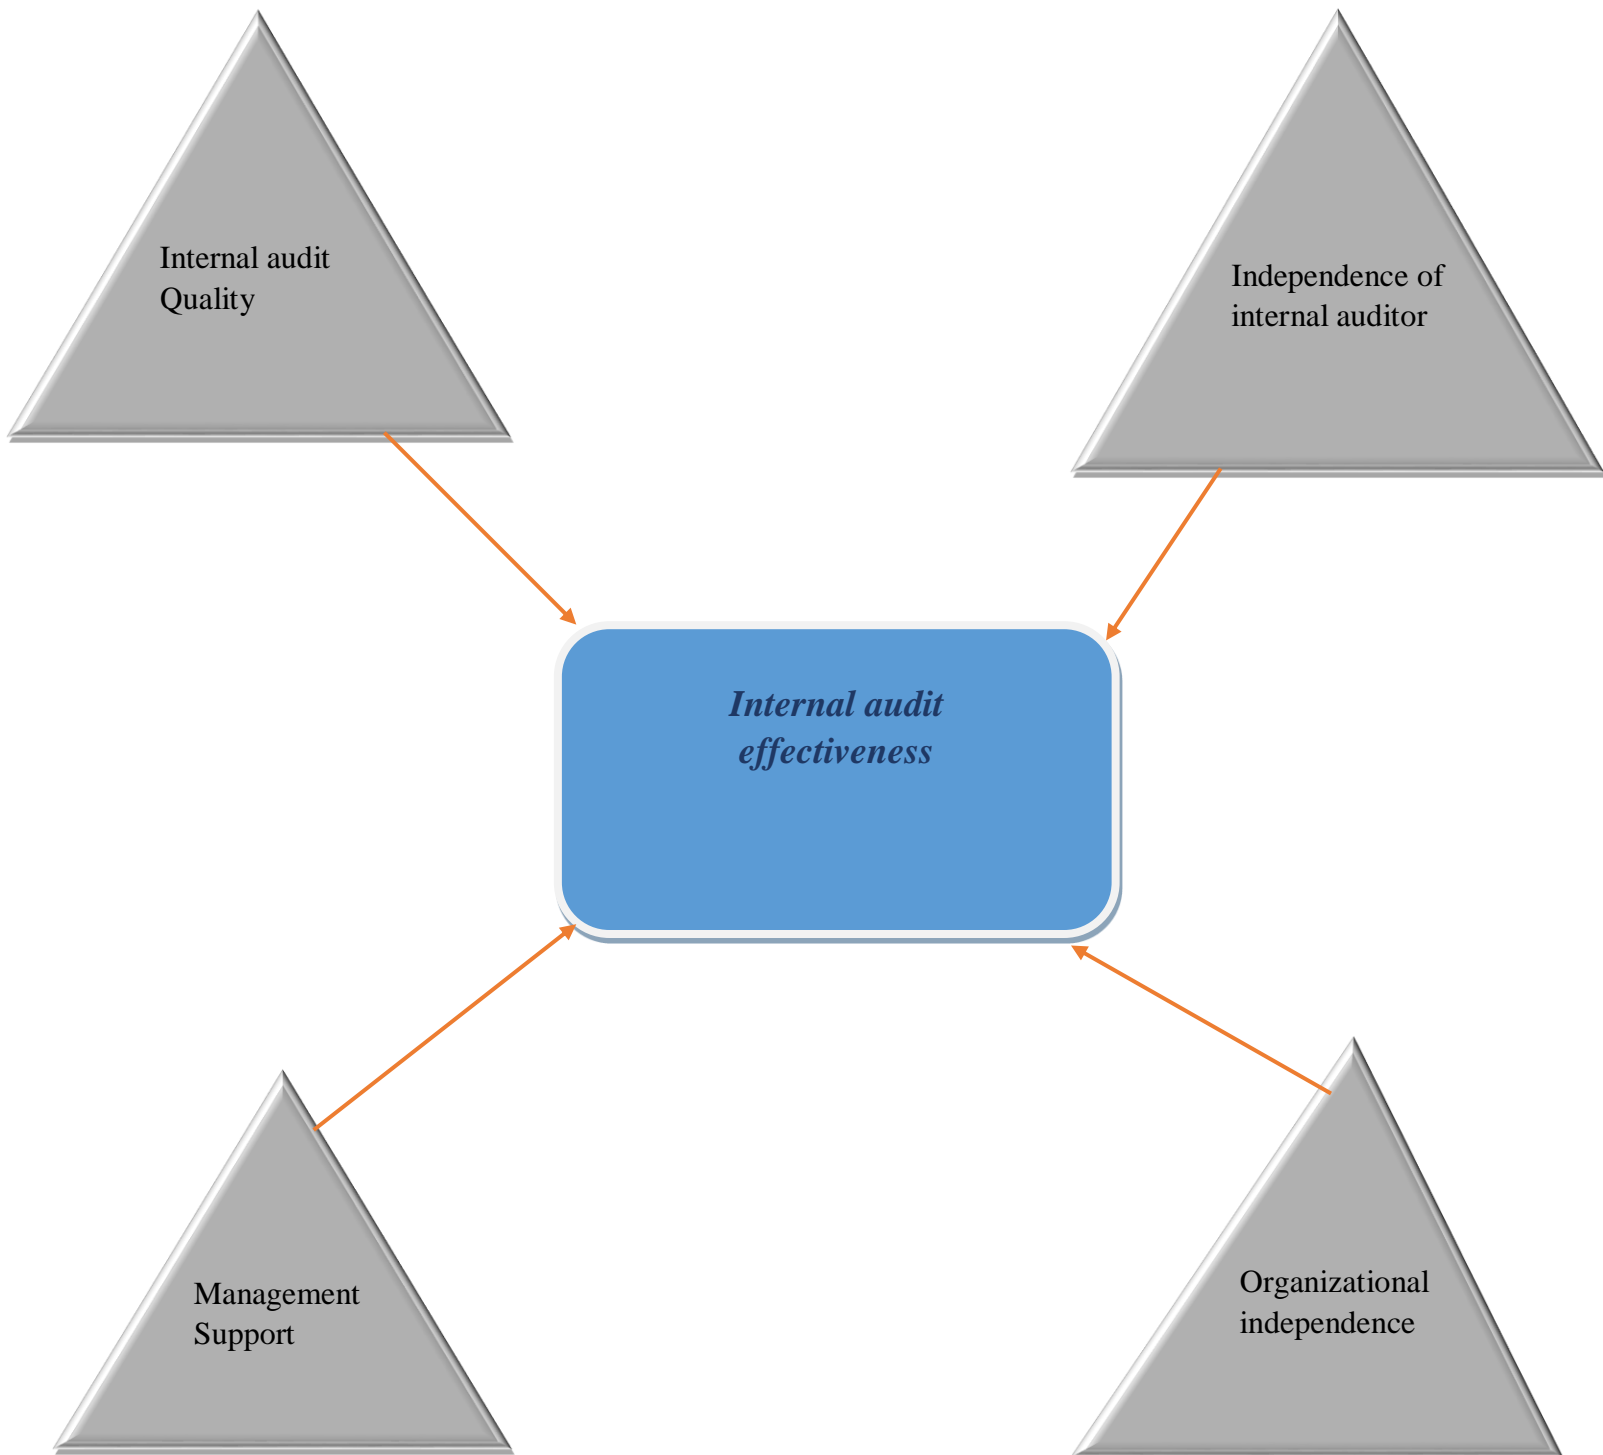 Internal audit
Quality
Independence of
internal auditor
Internal audit
effectiveness
Management
Support
Organizational
independence